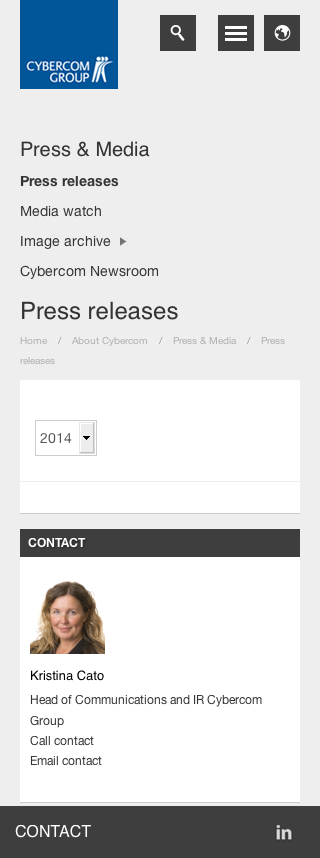 CYBERCOM
GROUP
Press & Media
Press releases
Media watch
Image archive
Cybercom Newsroom
Press releases
Home / About Cybercom / Press & Media / Press
releases
2014
CONTACT
Kristina Cato
Head of Communications and IR Cybercom
Group
Call contact
Email contact
CONTACT in